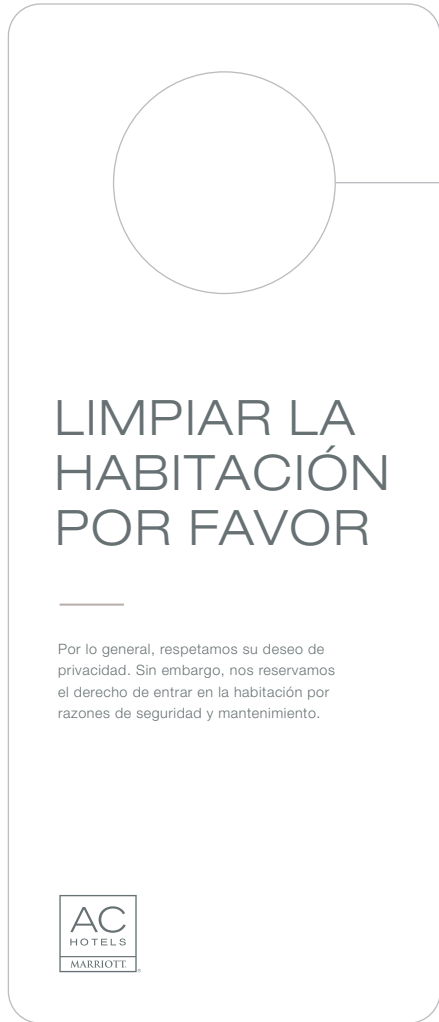 LIMPIAR LA
HABITACIÓN
POR FAVOR
Por lo general, respetamos su deseo de
privacidad. Sin embargo, nos reservamos
el derecho de entrar en la habitación por
razones de seguridad y mantenimiento.
AC
HOTELS
MARRIOTT®